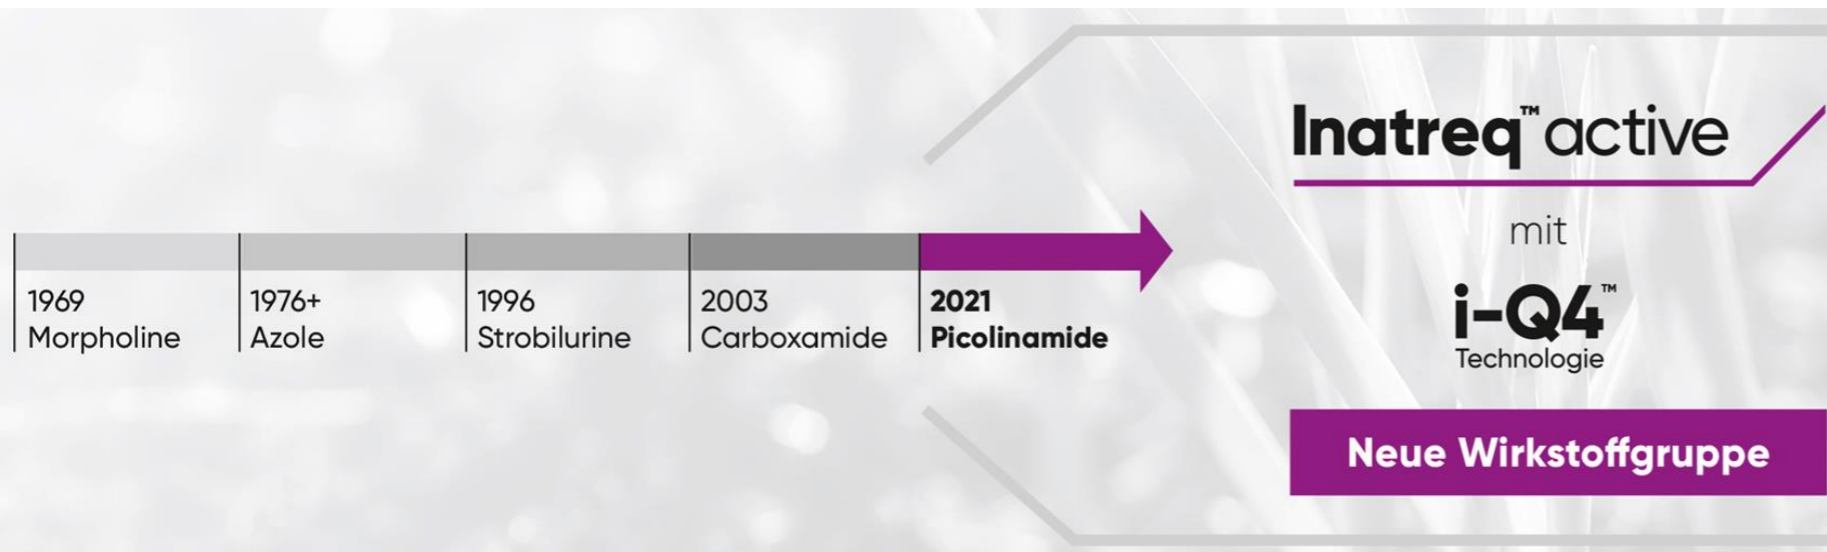 1969
Morpholine
1976+
Azole
1996
Strobilurine
2003
Carboxamide
2021
Picolinamide
Inatreq™ active
mit
i-Q4™
Technologie
Neue Wirkstoffgruppe